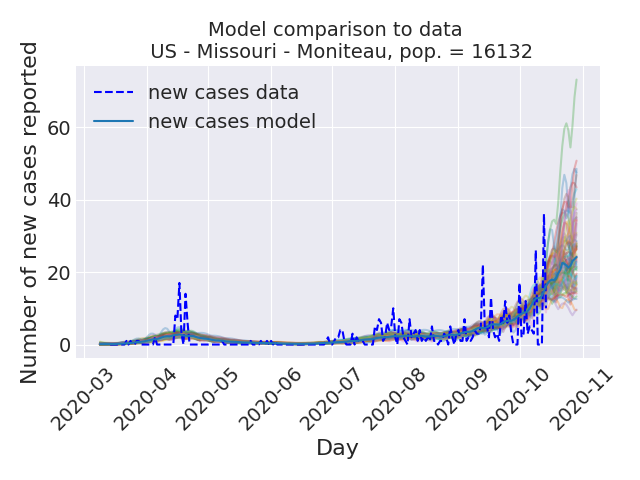 Model comparison to data
US - Missouri - Moniteau, pop. = 16132
new cases data
new cases model
Number of new cases reported
60
40
20
0
2020-03
2020-04
2020-05
2020-06
2020-07
2020-08
2020-09
2020-10
2020-11
Day